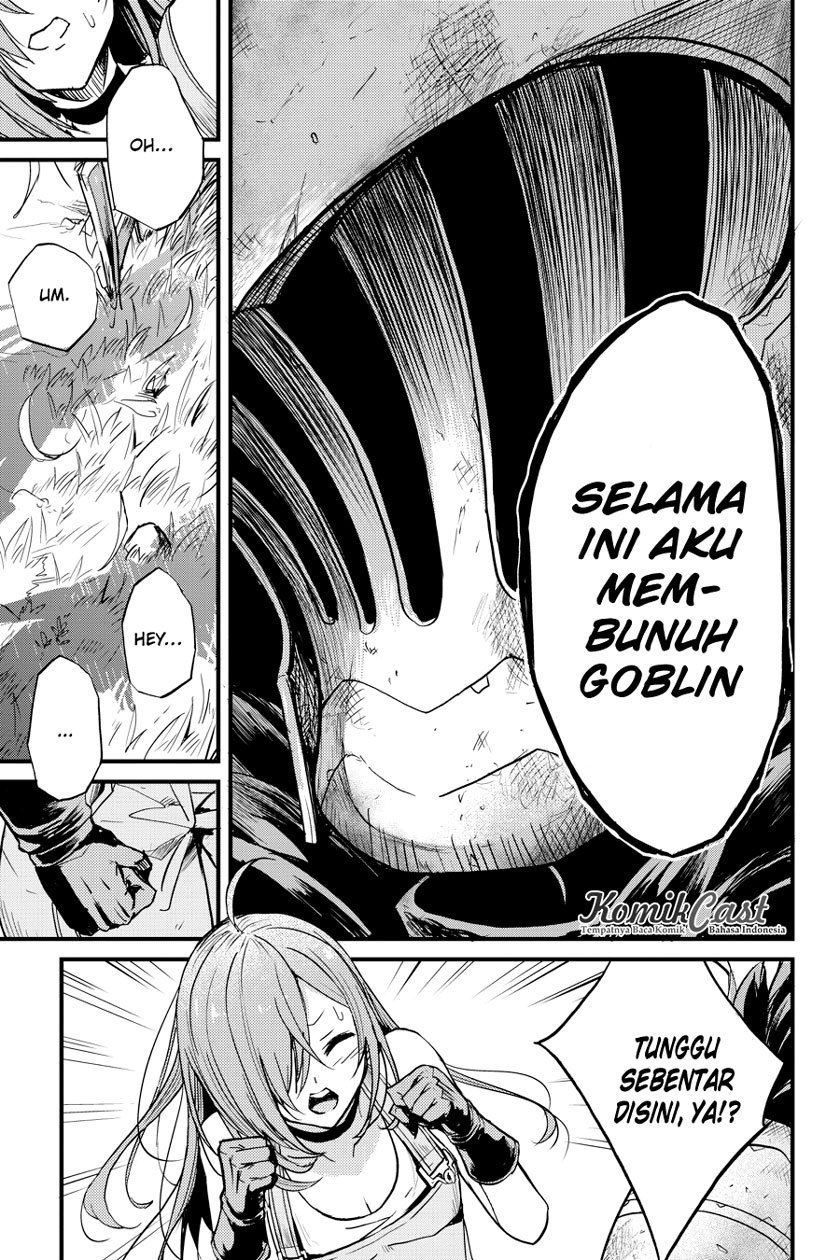 SELAMA
INI AKU
MEM-
BUNUH
GOBLIN
OH...
UM.
HEY...
...
KomikCast
Tempatnya Baca Komik Bahasa Indonesia
TUNGGU
SEBENTAR
DISINI, YA!?